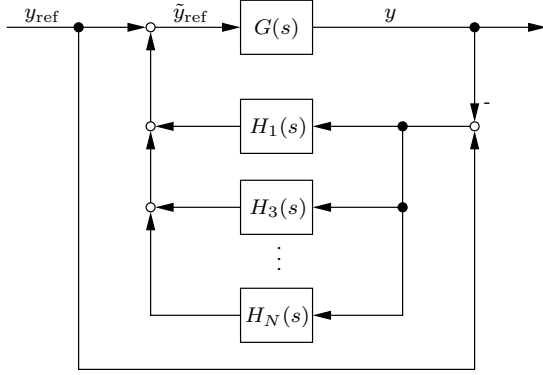 y_ref ỹ_ref G(s) y
-
H_1(s)
H_3(s)
⋮
H_N(s)